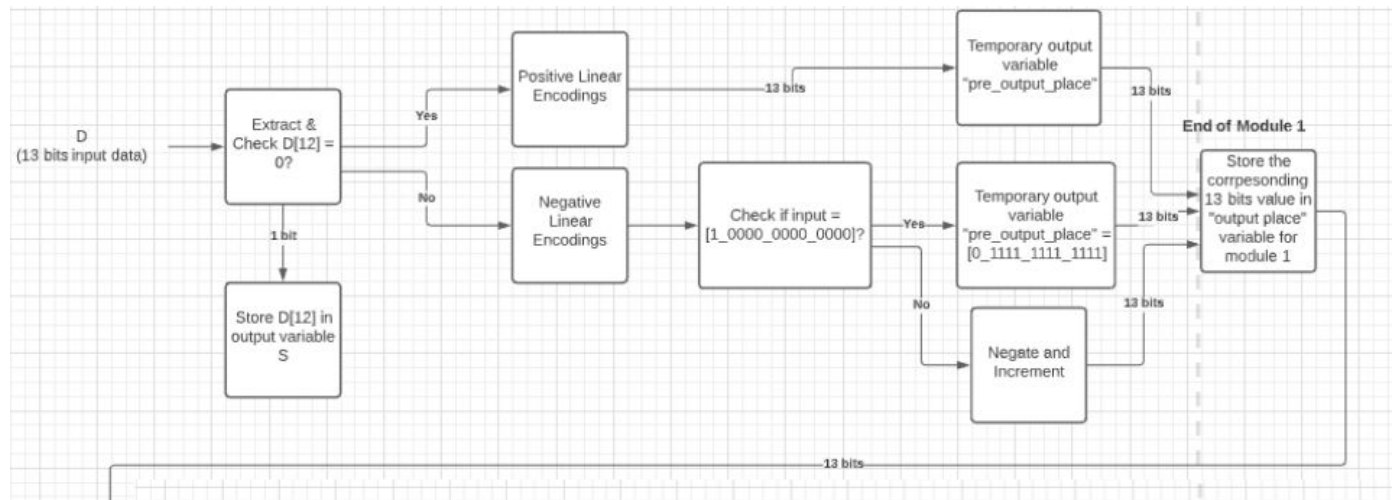 D
(13 bits input data)
Extract &
Check D[12] =
0?
Yes
No
1 bit
Store D[12] in
output variable
S
Positive Linear
Encodings
13 bits
Temporary output
variable
"pre_output_place"
13 bits
Negative
Linear
Encodings
Check if input =
[1_0000_0000_0000]?
Yes
No
Temporary output
variable
"pre_output_place" =
[0_1111_1111_1111]
13 bits
Negate and
Increment
13 bits
End of Module 1
Store the
corrpesonding
13 bits value in
"output place"
variable for
module 1
13 bits